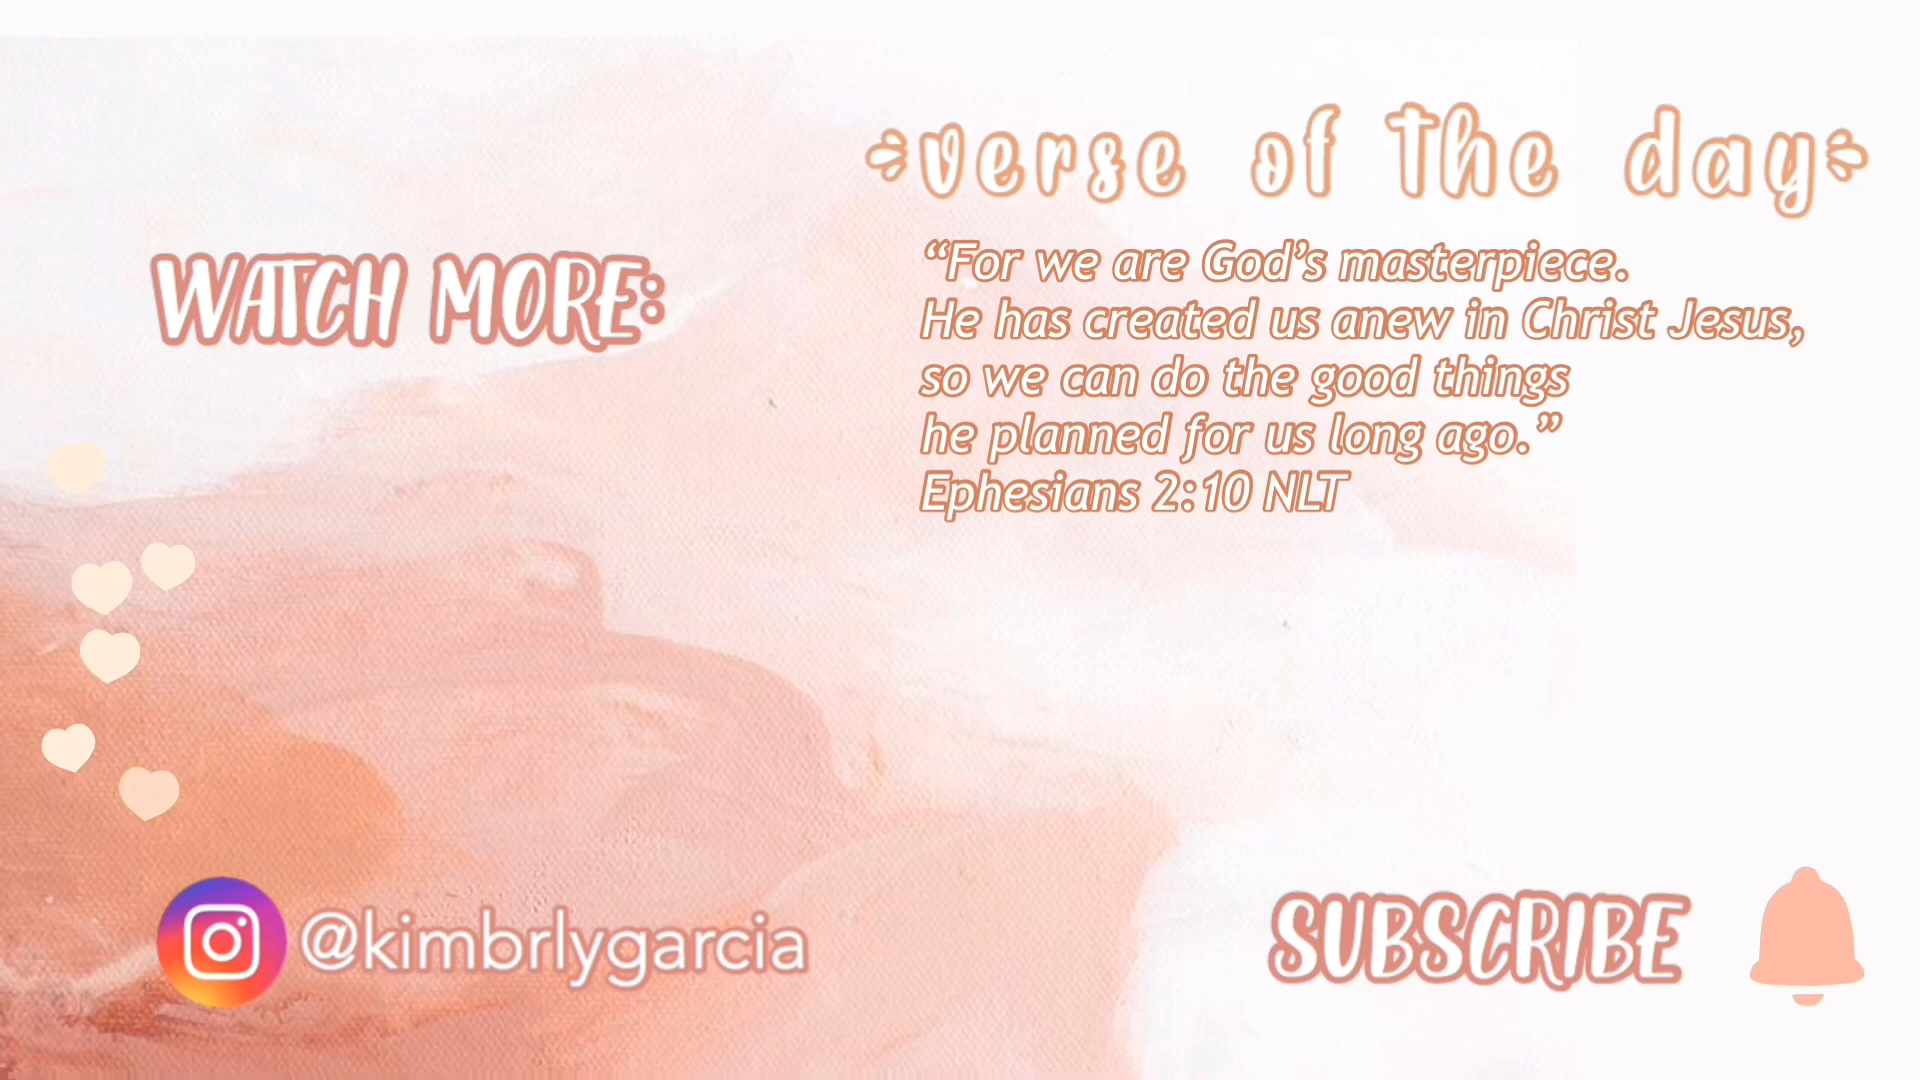 verse of the day
WATCH MORE:
“For we are God’s masterpiece.
He has created us anew in Christ Jesus,
so we can do the good things
he planned for us long ago.”
Ephesians 2:10 NLT
@kimbrlygarcia
SUBSCRIBE